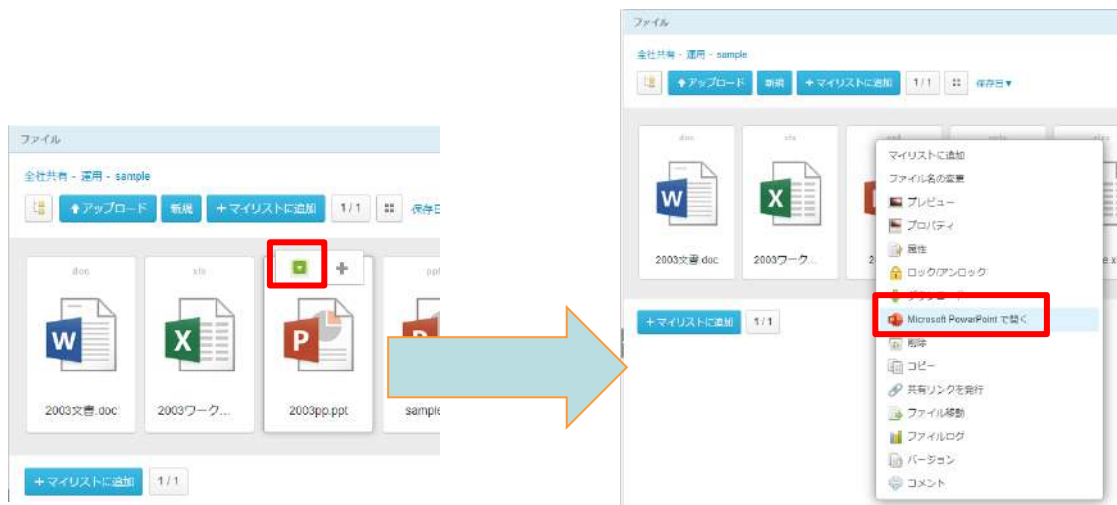 ファイル
全社共有 - 運用 - sample
アップロード 新規 +マイリストに追加 1/1
doc xls
2003文書.doc 2003ワーク... 2003pp.ppt
+マイリストに追加 1/1
ファイル
全社共有 - 運用 - sample
アップロード 新規 +マイリストに追加 1/1 保存日▼
doc xls
2003文書.doc 2003ワーク...
マイリストに追加
ファイル名の変更
プレビュー
プロパティ
属性
ロック/アンロック
Microsoft PowerPoint で開く
削除
コピー
共有リンクを発行
ファイル移動
ファイルログ
バージョン
コメント
+マイリストに追加 1/1